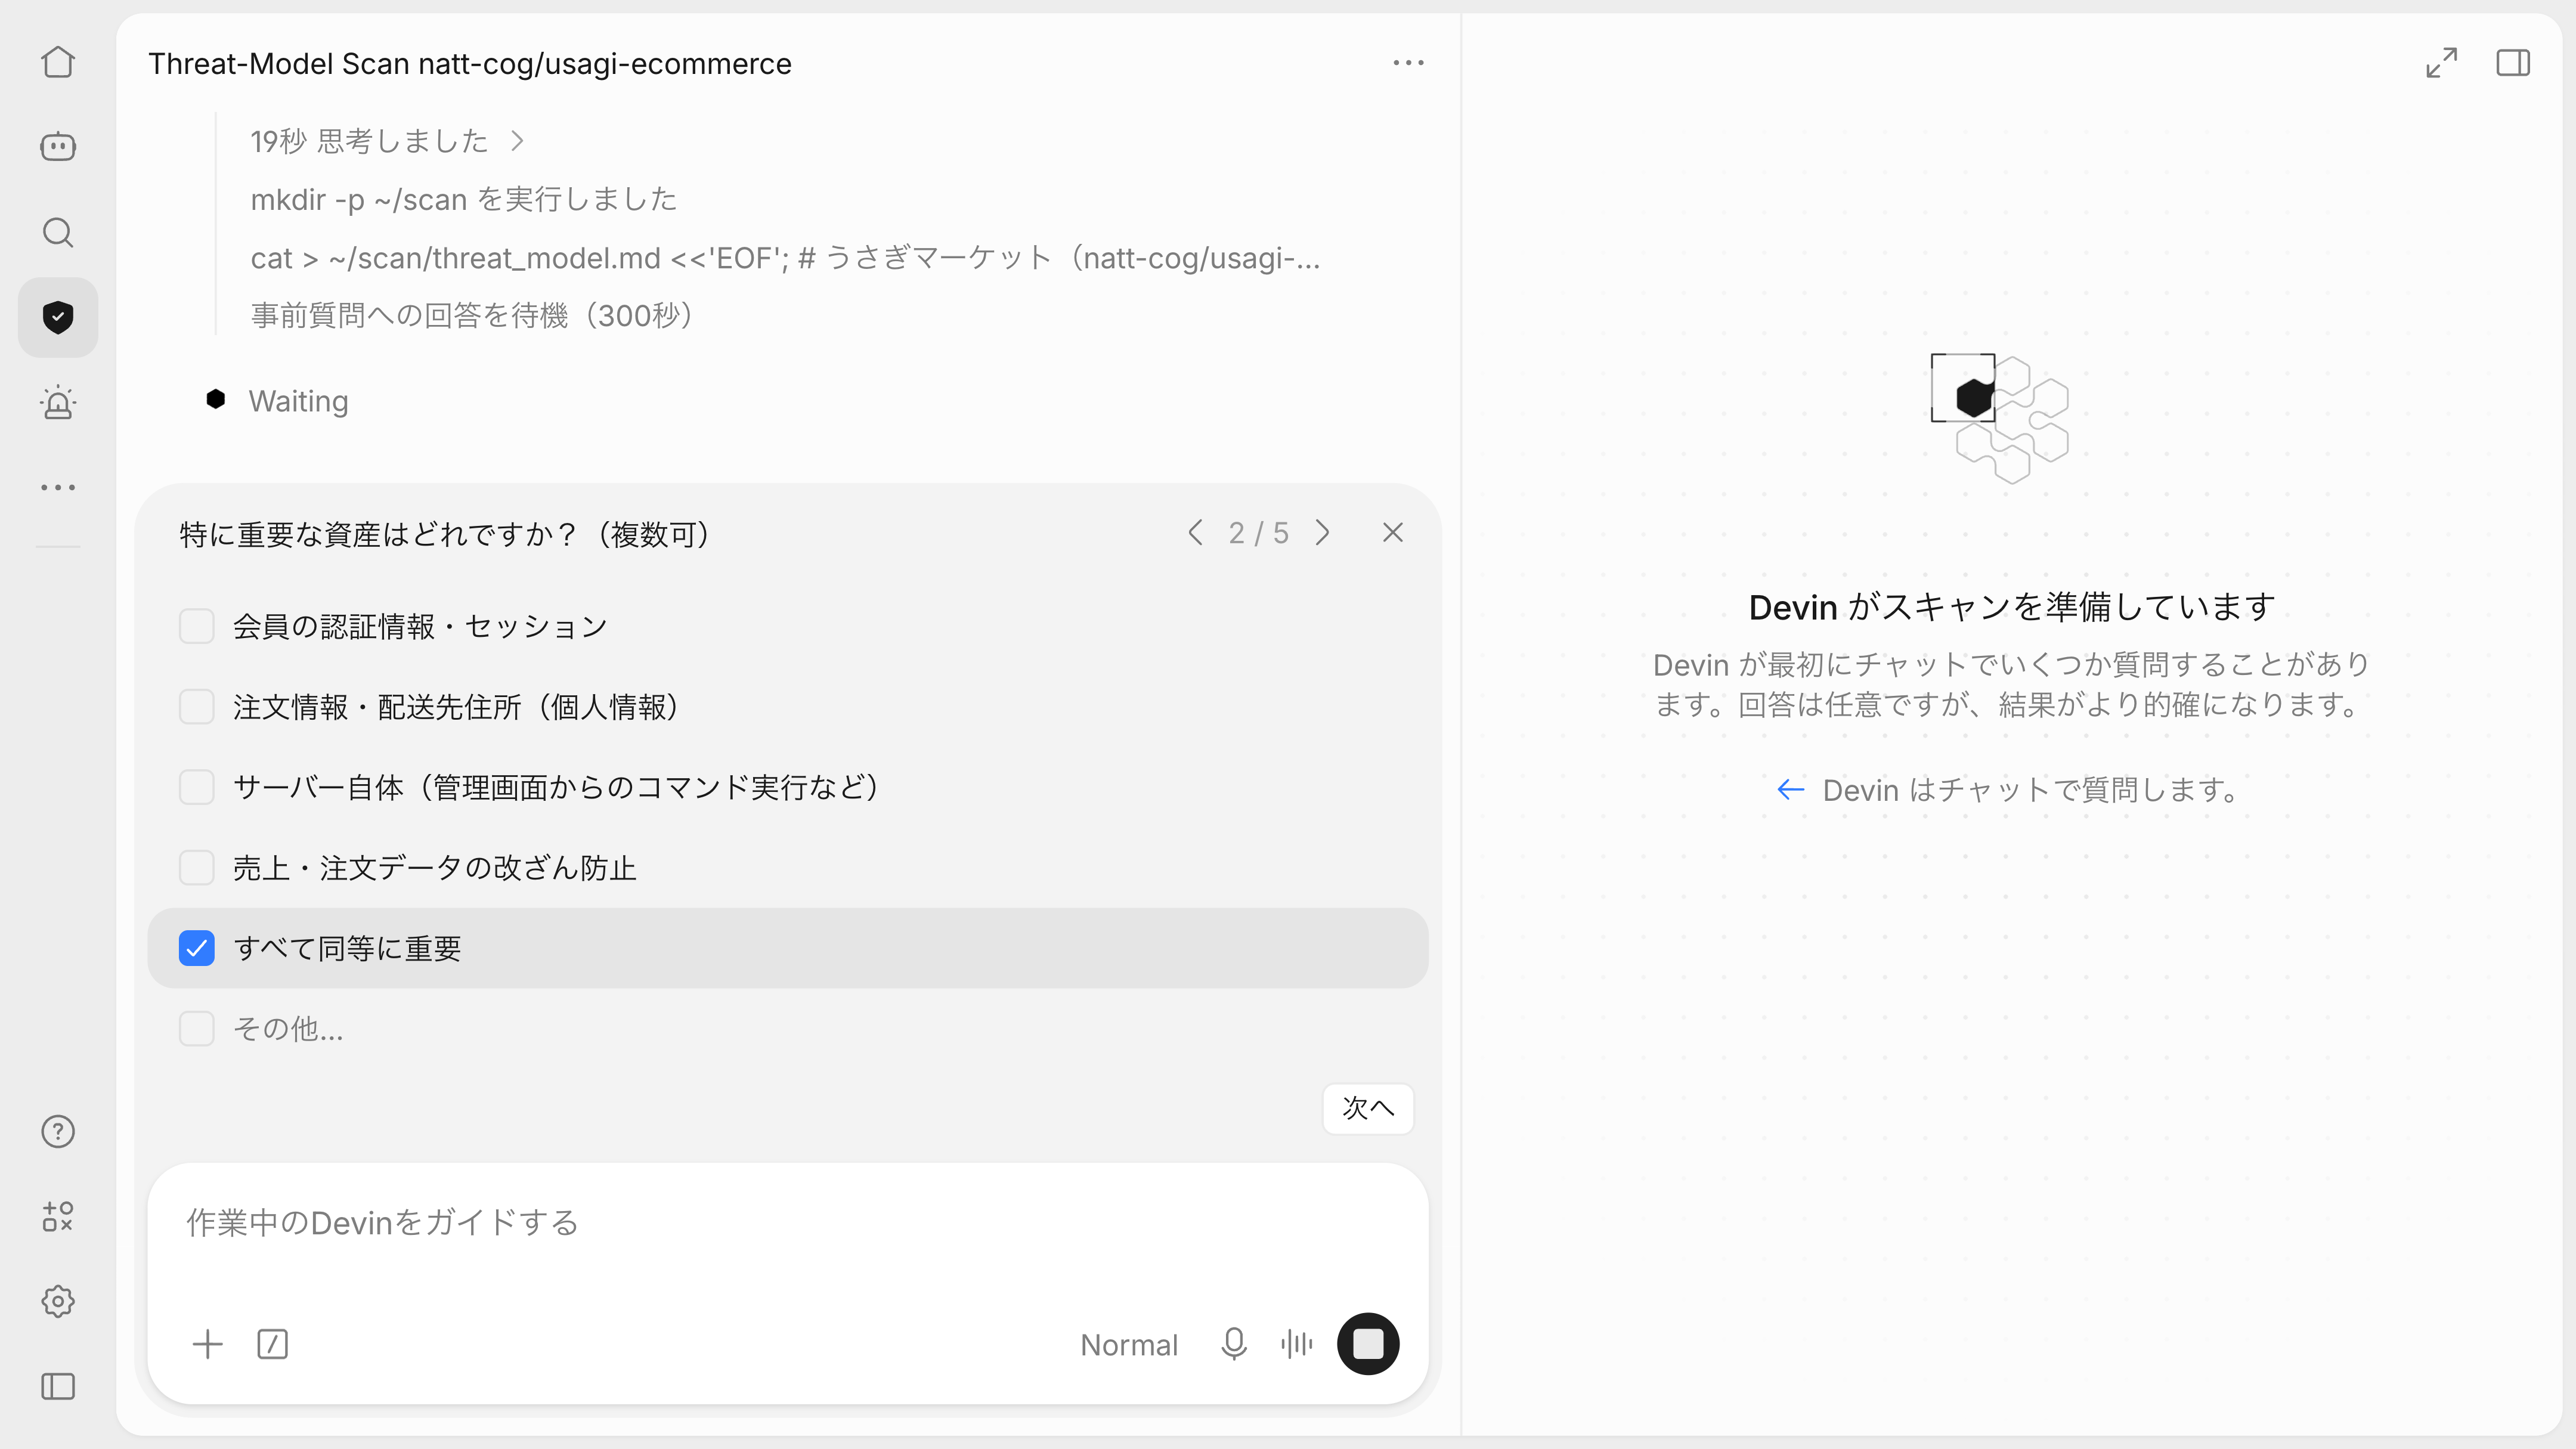 Threat-Model Scan natt-cog/usagi-ecommerce
19秒 思考しました
mkdir -p ~/scan を実行しました
cat > ~/scan/threat_model.md <<'EOF'; # うさぎマーケット（natt-cog/usagi-...
事前質問への回答を待機（300秒）
Waiting
特に重要な資産はどれですか？（複数可）
2 / 5
会員の認証情報・セッション
注文情報・配送先住所（個人情報）
サーバー自体（管理画面からのコマンド実行など）
売上・注文データの改ざん防止
すべて同等に重要
その他...
次へ
作業中のDevinをガイドする
Normal
Devin がスキャンを準備しています
Devin が最初にチャットでいくつか質問することがあり
ます。回答は任意ですが、結果がより的確になります。
Devin はチャットで質問します。